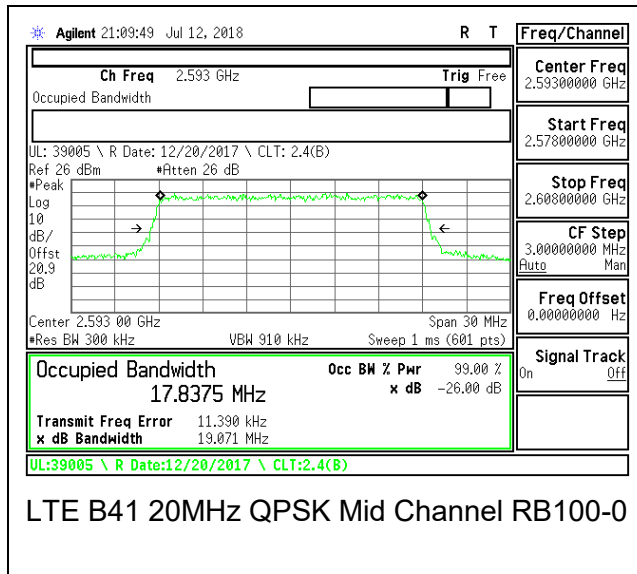 Agilent 21:09:49 Jul 12, 2018 R T
Freq/Channel
Ch Freq 2.593 GHz Trig Free
Occupied Bandwidth
Center Freq
2.59300000 GHz
Start Freq
2.57800000 GHz
Stop Freq
2.60800000 GHz
CF Step
3.00000000 MHz
Auto Man
Freq Offset
0.00000000 Hz
Signal Track
On Off
UL: 39005 \ R Date: 12/20/2017 \ CLT: 2.4(B)
Ref 26 dBm #Atten 26 dB
#Peak
Log
10
dB/
Offst
20.9
dB
Center 2.593 00 GHz Span 30 MHz
#Res BW 300 kHz VBW 910 kHz Sweep 1 ms (601 pts)
Occupied Bandwidth Occ BW % Pwr 99.00 %
17.8375 MHz x dB -26.00 dB
Transmit Freq Error 11.390 kHz
x dB Bandwidth 19.071 MHz
UL:39005 \ R Date:12/20/2017 \ CLT:2.4(B)
LTE B41 20MHz QPSK Mid Channel RB100-0